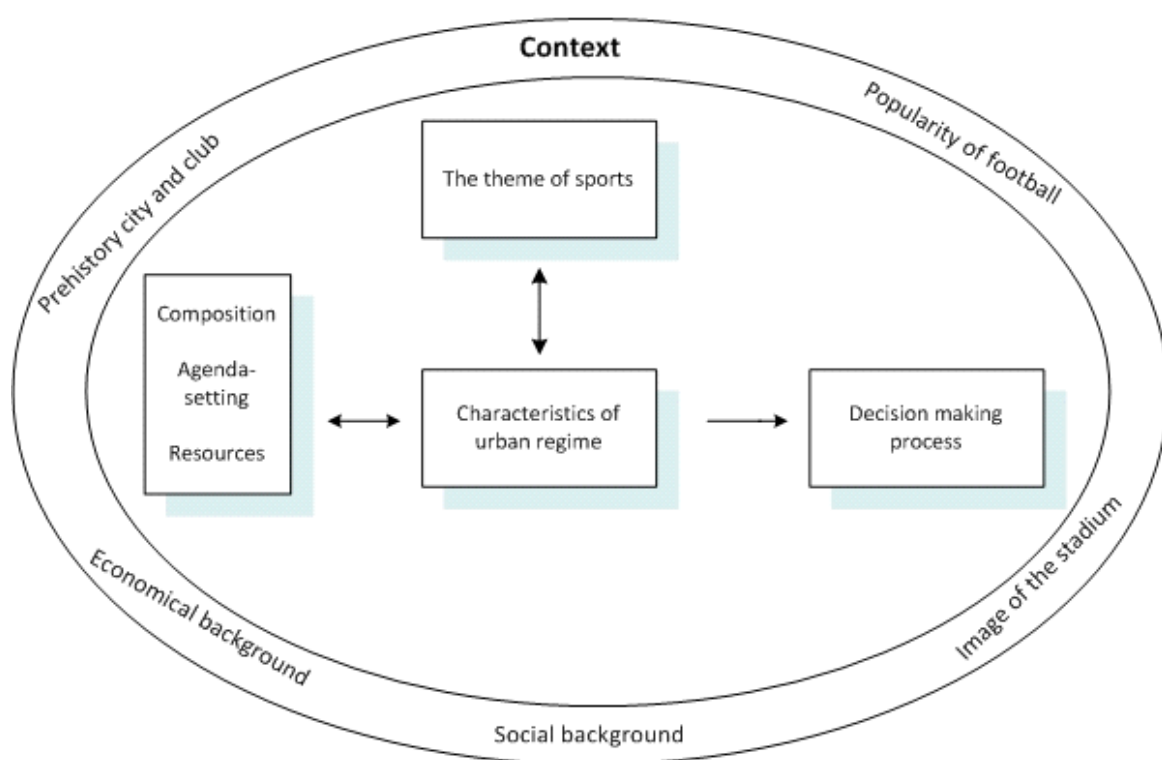 Context
Popularity of football
Prehistory city and club
The theme of sports
Composition
Agenda-
setting
Resources
Characteristics of
urban regime
Decision making
process
Economical background
Image of the stadium
Social background